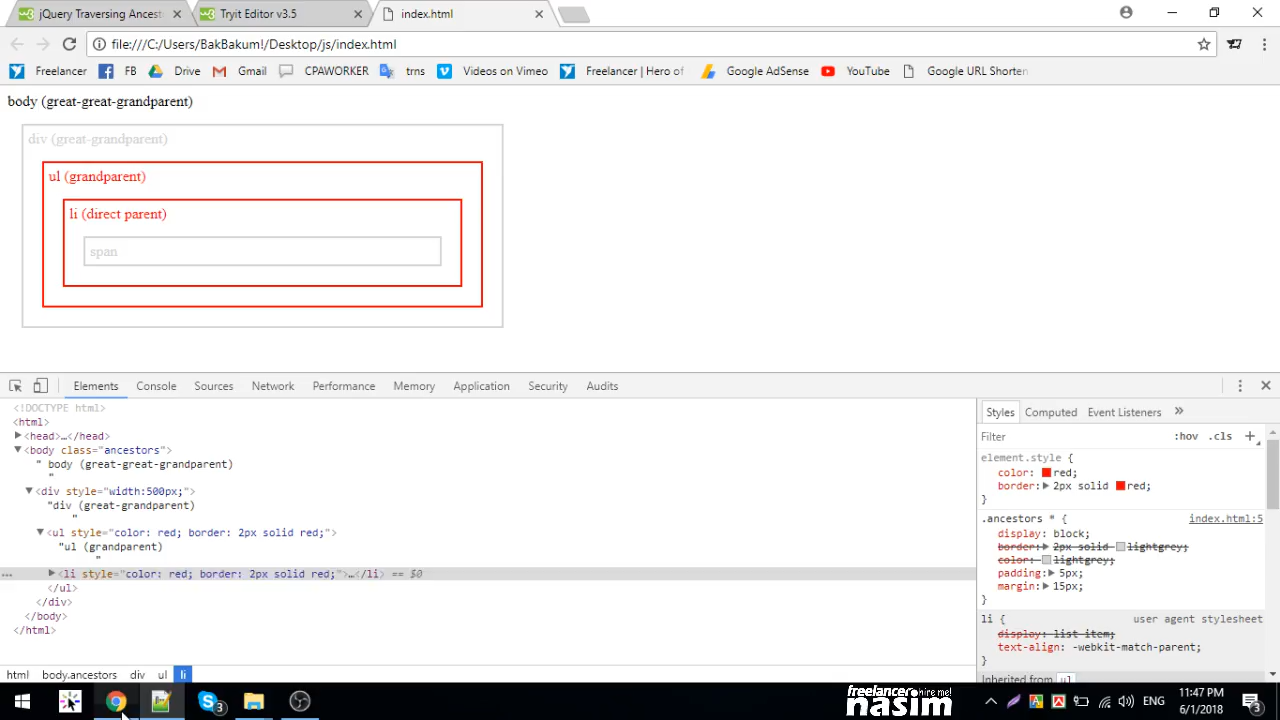 jQuery Traversing Ancest
Tryit Editor v3.5
index.html
file:///C:/Users/BakBakum!/Desktop/js/index.html
Freelancer
FB
Drive
Gmail
CPAWORKER
trns
Videos on Vimeo
Freelancer | Hero of
Google AdSense
YouTube
Google URL Shorten
body (great-great-grandparent)
div (great-grandparent)
ul (grandparent)
li (direct parent)
span
Elements Console Sources Network Performance Memory Application Security Audits
<!DOCTYPE html>
<html>
<head>…</head>
<body class="ancestors">
" body (great-great-grandparent)
"
<div style="width:500px;">
"div (great-grandparent)
"
<ul style="color: red; border: 2px solid red;">
"ul (grandparent)
"
… <li style="color: red; border: 2px solid red;">…</li> == $0
</ul>
</div>
</body>
</html>
html body.ancestors div ul li
Styles Computed Event Listeners »
Filter :hov .cls +
element.style {
color: red;
border: 2px solid red;
}
.ancestors * { index.html:5
display: block;
border: 2px solid lightgrey;
color: lightgrey;
padding: 5px;
margin: 15px;
}
li { user agent stylesheet
display: list-item;
text-align: -webkit-match-parent;
}
Inherited from ul
3
freelancer hire me!
nasim
ENG
11:47 PM
6/1/2018
3